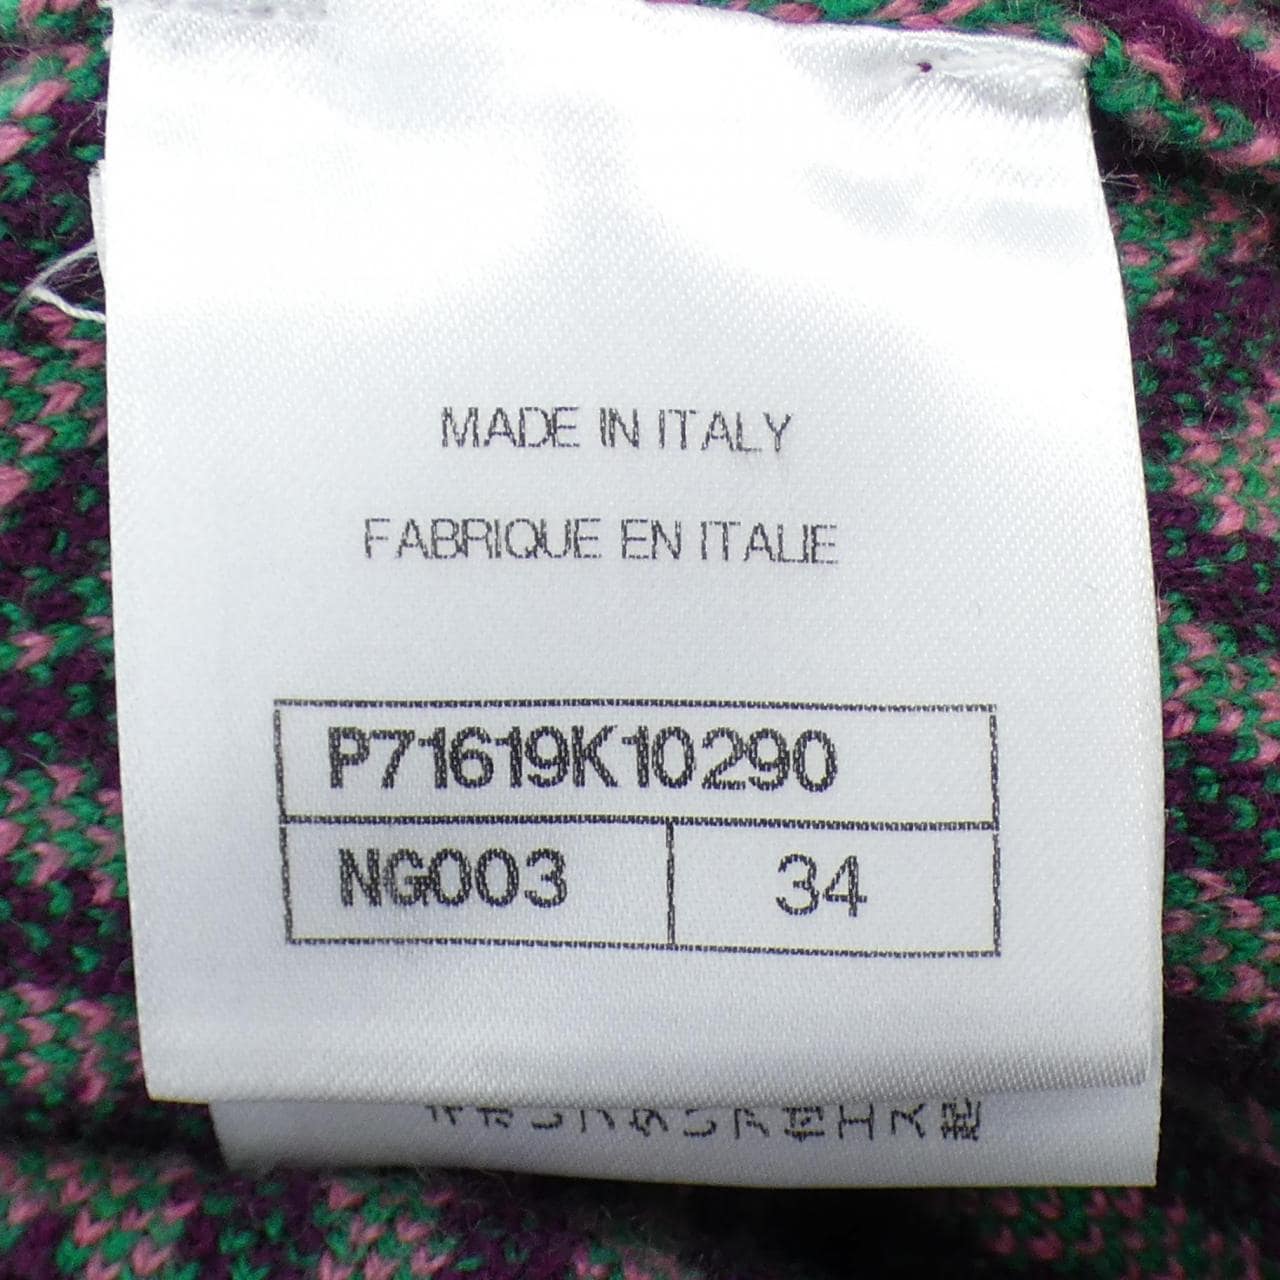 MADE IN ITALY
FABRIQUE EN ITALIE
P71619K10290
NG003 34